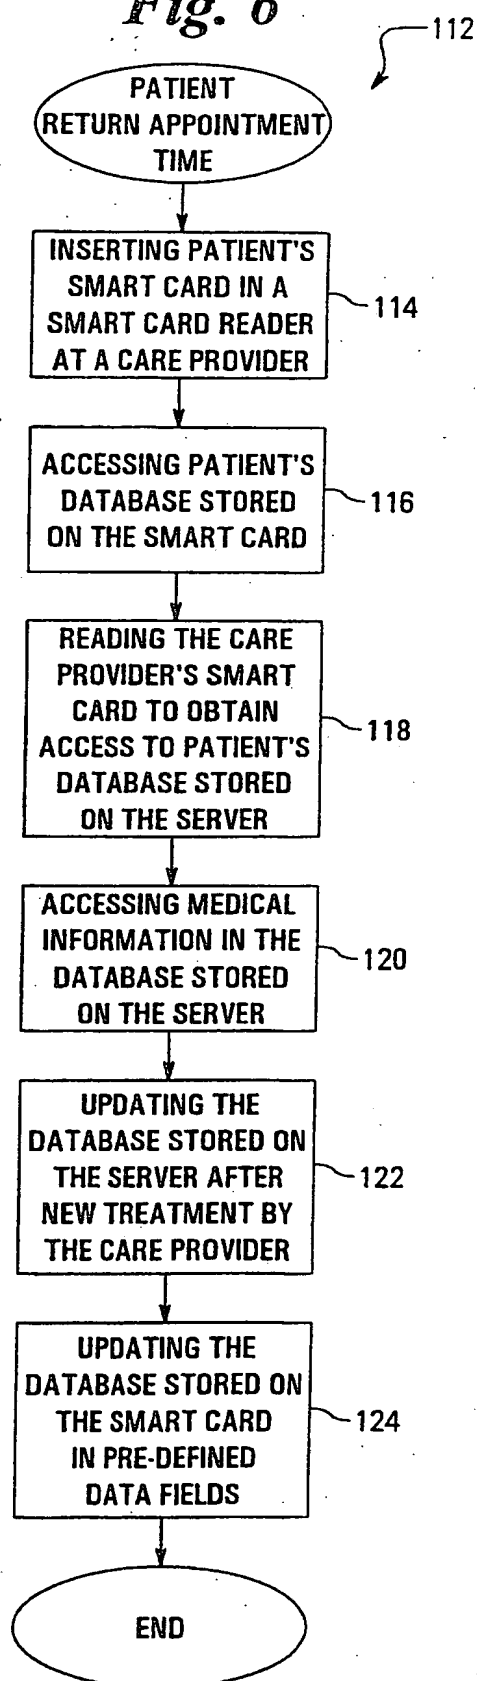 Fig. 6
112
PATIENT
RETURN APPOINTMENT
TIME
INSERTING PATIENT'S
SMART CARD IN A
SMART CARD READER
AT A CARE PROVIDER
114
ACCESSING PATIENT'S
DATABASE STORED
ON THE SMART CARD
116
READING THE CARE
PROVIDER'S SMART
CARD TO OBTAIN
ACCESS TO PATIENT'S
DATABASE STORED
ON THE SERVER
118
ACCESSING MEDICAL
INFORMATION IN THE
DATABASE STORED
ON THE SERVER
120
UPDATING THE
DATABASE STORED ON
THE SERVER AFTER
NEW TREATMENT BY
THE CARE PROVIDER
122
UPDATING THE
DATABASE STORED ON
THE SMART CARD
IN PRE-DEFINED
DATA FIELDS
124
END